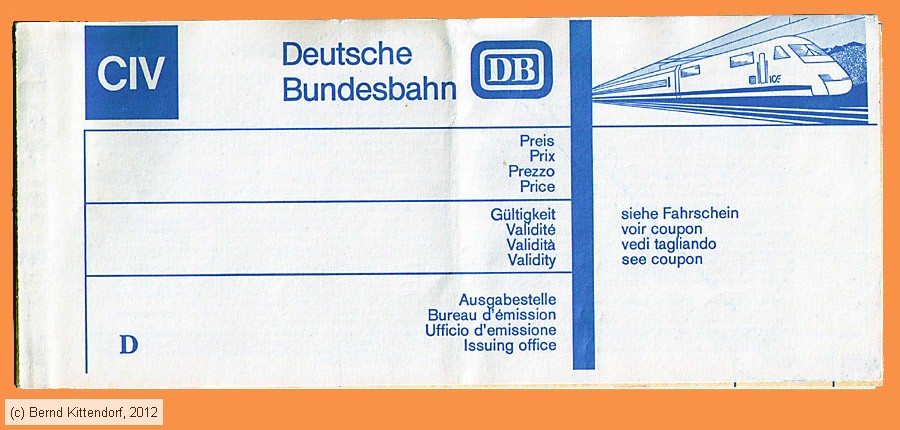 CIV
Deutsche
Bundesbahn
DB
ICE
Preis
Prix
Prezzo
Price
Gültigkeit
Validité
Validità
Validity
siehe Fahrschein
voir coupon
vedi tagliando
see coupon
Ausgabestelle
Bureau d'émission
Ufficio d'emissione
Issuing office
D
(c) Bernd Kittendorf, 2012